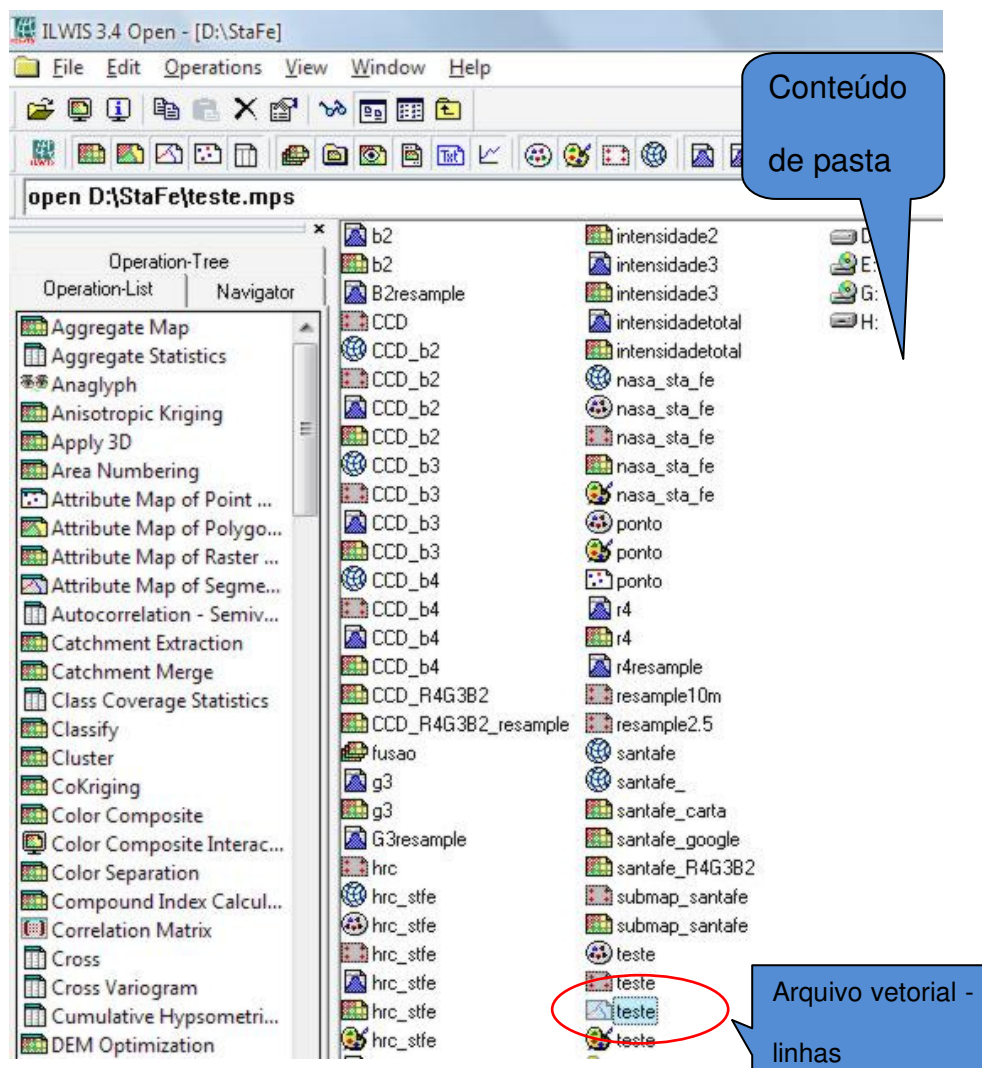 ILWIS 3.4 Open - [D:\StaFe]
File Edit Operations View Window Help
Conteúdo
de pasta
ILWIS
Txt
open D:\StaFe\teste.mps
Operation-Tree
Operation-List Navigator
Aggregate Map
Aggregate Statistics
Anaglyph
Anisotropic Kriging
Apply 3D
Area Numbering
Attribute Map of Point ...
Attribute Map of Polygo...
Attribute Map of Raster ...
Attribute Map of Segme...
Autocorrelation - Semiv...
Catchment Extraction
Catchment Merge
Class Coverage Statistics
Classify
Cluster
CoKriging
Color Composite
Color Composite Interac...
Color Separation
Compound Index Calcul...
Correlation Matrix
Cross
Cross Variogram
Cumulative Hypsometri...
DEM Optimization
b2
b2
B2resample
CCD
CCD_b2
CCD_b2
CCD_b2
CCD_b2
CCD_b3
CCD_b3
CCD_b3
CCD_b3
CCD_b4
CCD_b4
CCD_b4
CCD_b4
CCD_R4G3B2
CCD_R4G3B2_resample
fusao
g3
g3
G3resample
hrc
hrc_stfe
hrc_stfe
hrc_stfe
hrc_stfe
hrc_stfe
hrc_stfe
intensidade2
intensidade3
intensidade3
intensidadetotal
intensidadetotal
nasa_sta_fe
nasa_sta_fe
nasa_sta_fe
nasa_sta_fe
nasa_sta_fe
ponto
ponto
ponto
r4
r4
r4resample
resample10m
resample2.5
santafe
santafe_
santafe_carta
santafe_google
santafe_R4G3B2
submap_santafe
submap_santafe
teste
teste
teste
teste
E:
G:
H:
Arquivo vetorial -
linhas